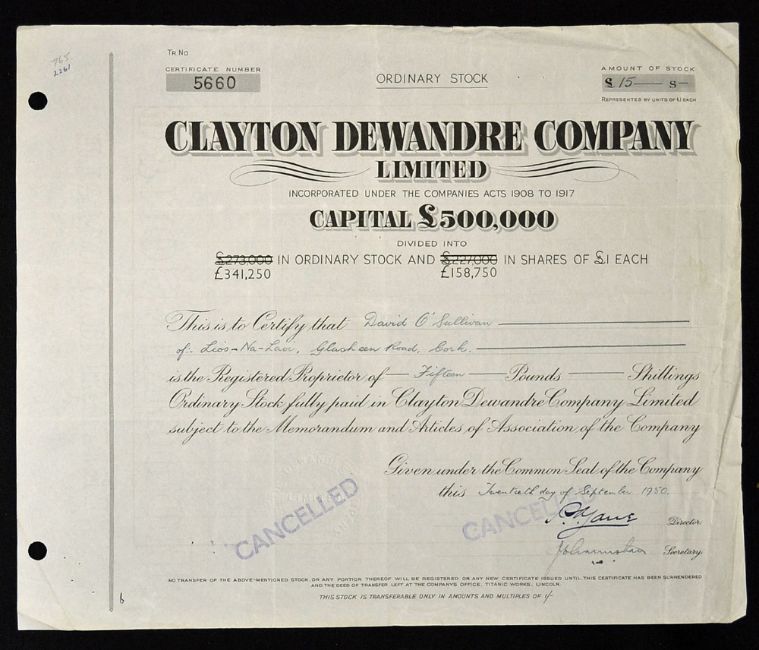 TR NO
CERTIFICATE NUMBER
5660
ORDINARY STOCK
AMOUNT OF STOCK
£ 15 — s –
REPRESENTED BY UNITS OF £1 EACH
CLAYTON DEWANDRE COMPANY
LIMITED
INCORPORATED UNDER THE COMPANIES ACTS 1908 TO 1917
CAPITAL £500,000
DIVIDED INTO
£273,000 IN ORDINARY STOCK AND £227,000 IN SHARES OF £1 EACH
£341,250 £158,750
This is to Certify that David O'Sullivan
of Glasheen Road, Cork.
is the Registered Proprietor of — Fifteen — Pounds — Shillings
Ordinary Stock fully paid in Clayton Dewandre Company Limited
subject to the Memorandum and Articles of Association of the Company
Given under the Common Seal of the Company
this Twentieth day of September 1950.
CANCELLED
CANCELLED
Director.
Secretary.
NO TRANSFER OF THE ABOVE-MENTIONED STOCK, OR ANY PORTION THEREOF WILL BE REGISTERED OR ANY NEW CERTIFICATE ISSUED UNTIL THIS CERTIFICATE HAS BEEN SURRENDERED
AND THE DEED OF TRANSFER LEFT AT THE COMPANY'S OFFICE, TITANIC WORKS, LINCOLN.
THIS STOCK IS TRANSFERABLE ONLY IN AMOUNTS AND MULTIPLES OF 1/-